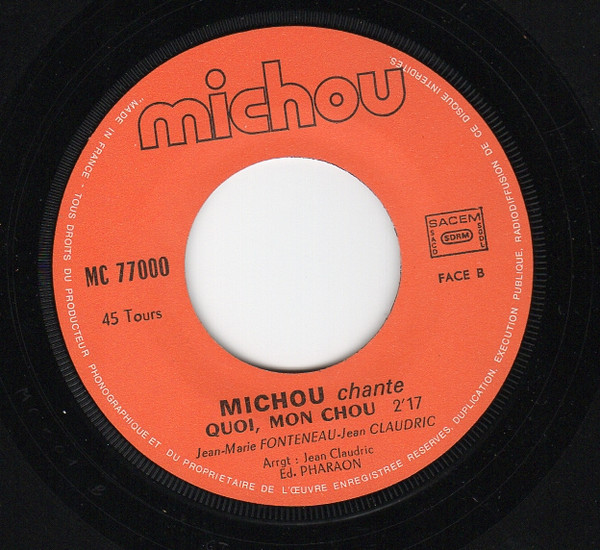 michou
"MADE IN FRANCE - TOUS DROITS DU PRODUCTEUR PHONOGRAPHIQUE ET DU PROPRIETAIRE DE L'ŒUVRE ENREGISTREE RESERVES. DUPLICATION, EXECUTION PUBLIQUE, RADIODIFFUSION DE CE DISQUE INTERDITES
MC 77000
45 Tours
SACEM
SACD SDRM SGDL
FACE B
MICHOU chante
QUOI, MON CHOU 2'17
Jean-Marie FONTENEAU-Jean CLAUDRIC
Arrgt : Jean Claudric
Ed. PHARAON